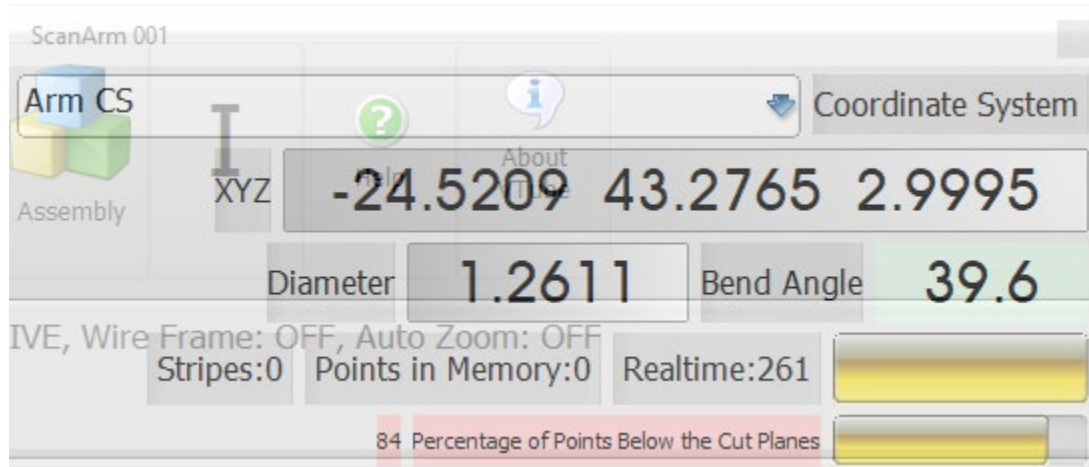 ScanArm 001
Arm CS Coordinate System
Help
About
VTube
Assembly
XYZ -24.5209 43.2765 2.9995
Diameter 1.2611 Bend Angle 39.6
IVE, Wire Frame: OFF, Auto Zoom: OFF
Stripes:0 Points in Memory:0 Realtime:261
84 Percentage of Points Below the Cut Planes